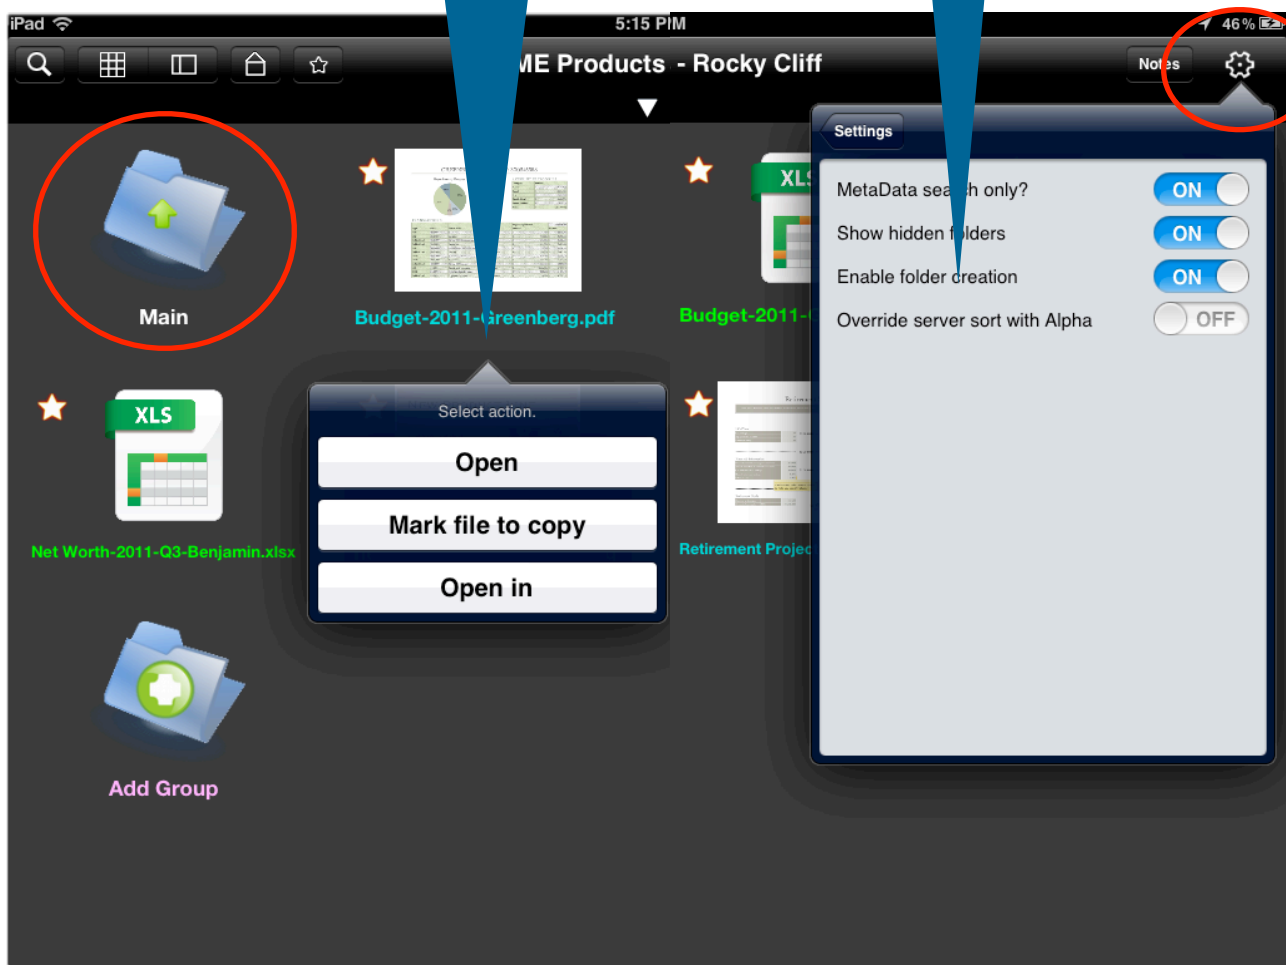 iPad 5:15 PM M 46%
ME Products - Rocky Cliff
Notes
Settings
MetaData search only? ON
Show hidden folders ON
Enable folder creation ON
Override server sort with Alpha OFF
Main
Budget-2011-Greenberg.pdf
XLS
Budget-2011-
XLS
Net Worth-2011-Q3-Benjamin.xlsx
Select action.
Open
Mark file to copy
Open in
Retirement Projec
Add Group